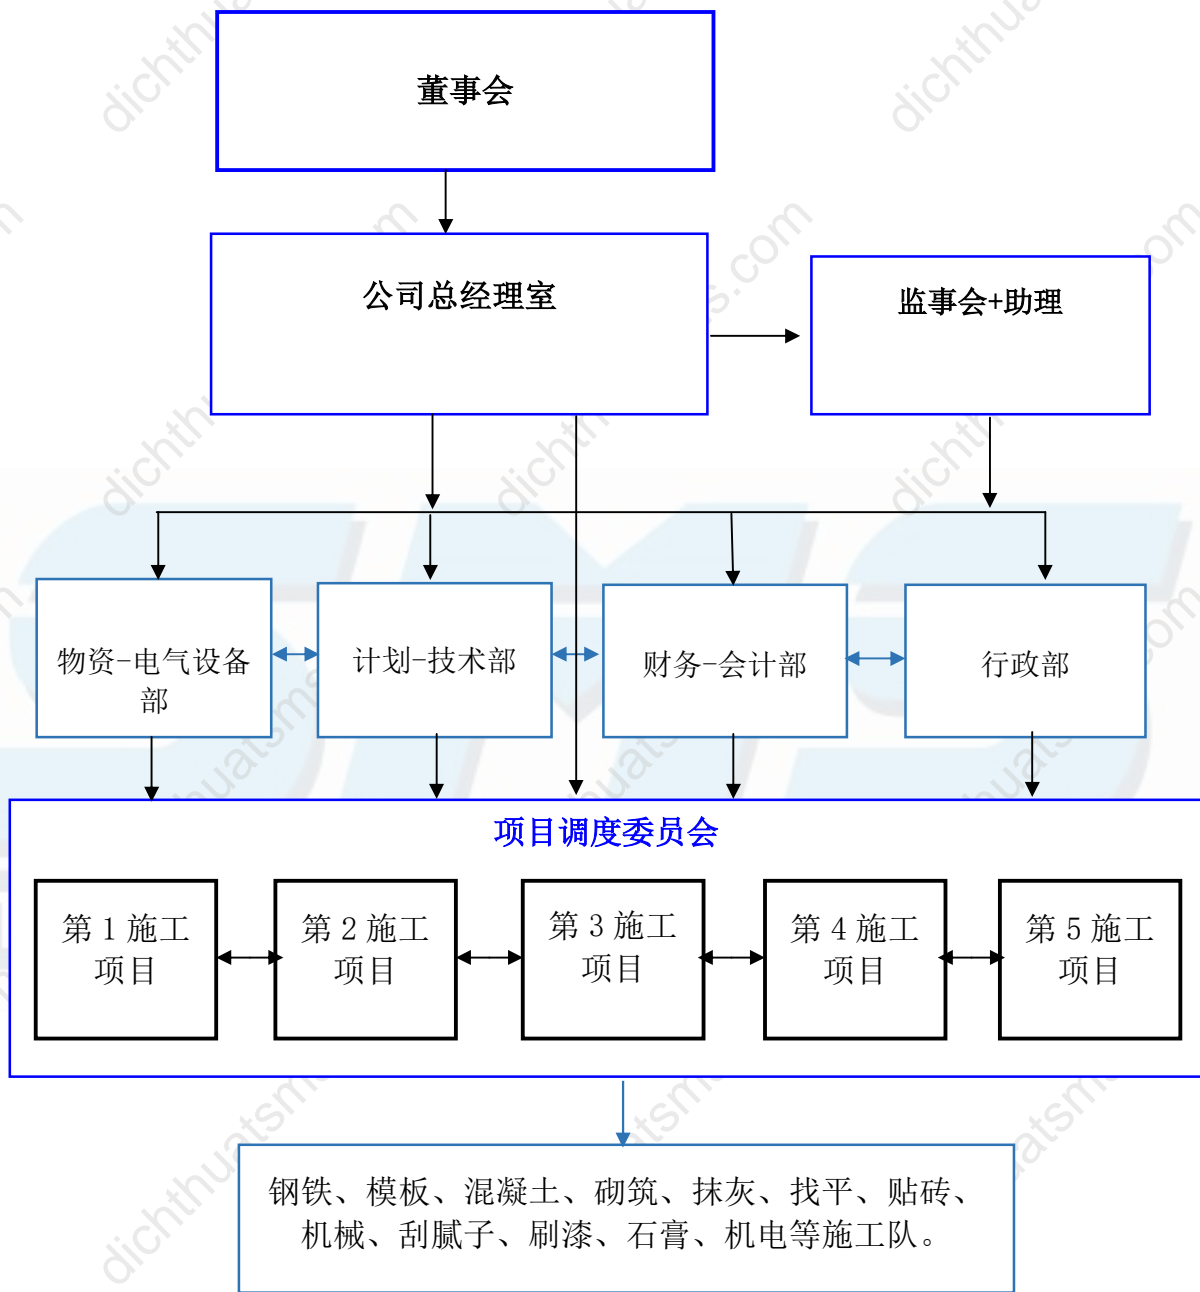 董事会
公司总经理室
监事会+助理
物资-电气设备
部
计划-技术部
财务-会计部
行政部
项目调度委员会
第 1 施工
项目
第 2 施工
项目
第 3 施工
项目
第 4 施工
项目
第 5 施工
项目
钢铁、模板、混凝土、砌筑、抹灰、找平、贴砖、
机械、刮腻子、刷漆、石膏、机电等施工队。